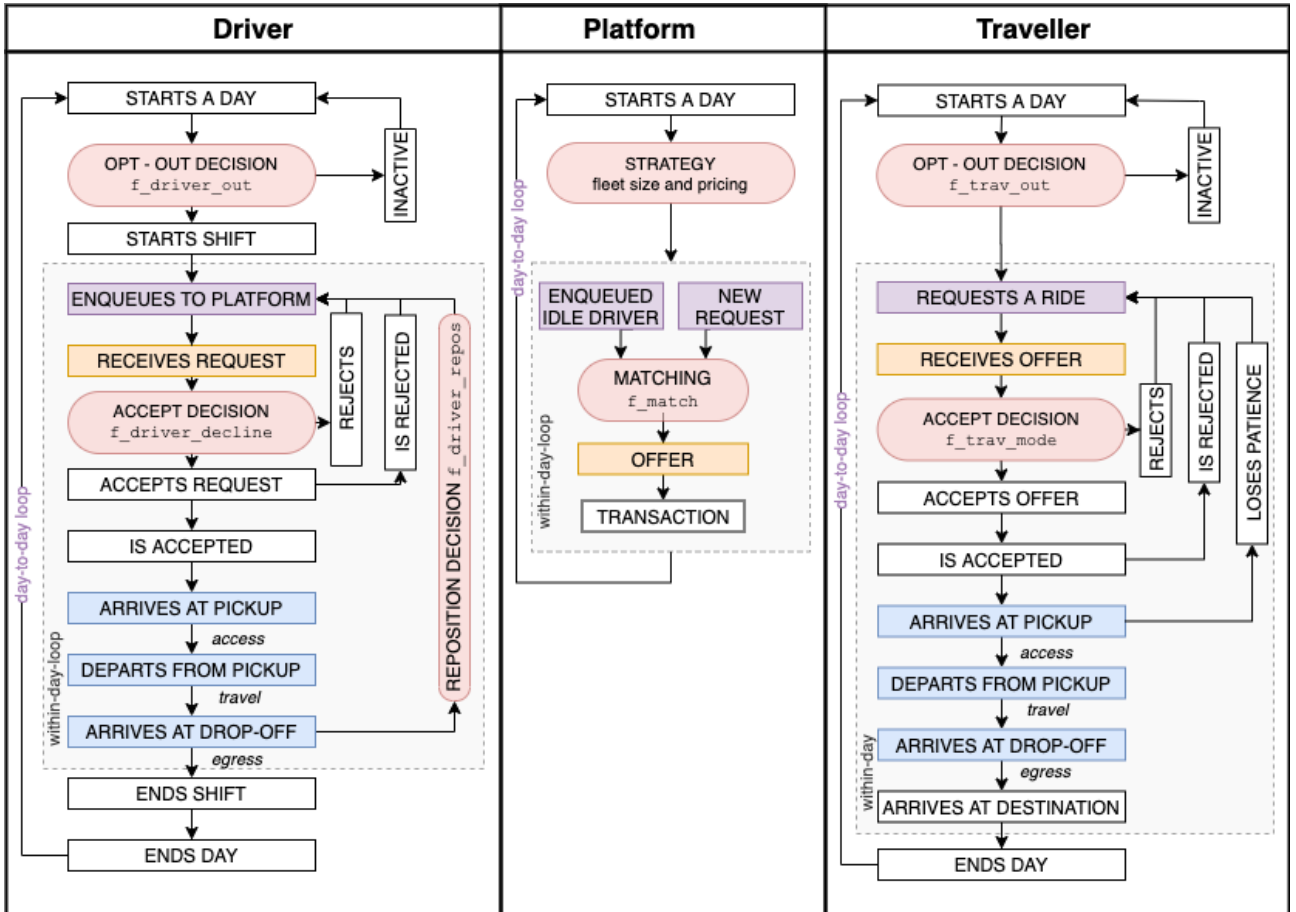 Driver
STARTS A DAY
OPT - OUT DECISION
f_driver_out
INACTIVE
STARTS SHIFT
ENQUEUES TO PLATFORM
RECEIVES REQUEST
ACCEPT DECISION
f_driver_decline
REJECTS
IS REJECTED
REPOSITION DECISION f_driver_repos
ACCEPTS REQUEST
IS ACCEPTED
ARRIVES AT PICKUP
access
DEPARTS FROM PICKUP
travel
ARRIVES AT DROP-OFF
egress
ENDS SHIFT
ENDS DAY
day-to-day loop
within-day-loop
Platform
STARTS A DAY
STRATEGY
fleet size and pricing
day-to-day loop
ENQUEUED
IDLE DRIVER
NEW
REQUEST
MATCHING
f_match
OFFER
TRANSACTION
within-day-loop
Traveller
STARTS A DAY
OPT - OUT DECISION
f_trav_out
INACTIVE
REQUESTS A RIDE
RECEIVES OFFER
ACCEPT DECISION
f_trav_mode
REJECTS
IS REJECTED
LOSES PATIENCE
ACCEPTS OFFER
IS ACCEPTED
ARRIVES AT PICKUP
access
DEPARTS FROM PICKUP
travel
ARRIVES AT DROP-OFF
egress
ARRIVES AT DESTINATION
ENDS DAY
day-to-day loop
within-day